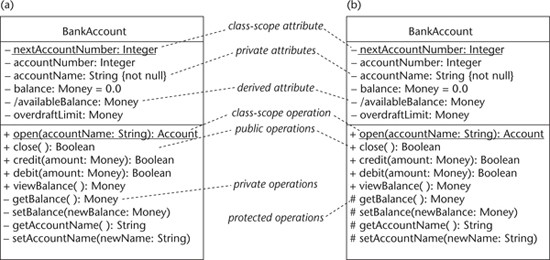 (a)
BankAccount
– nextAccountNumber: Integer
– accountNumber: Integer
– accountName: String {not null}
– balance: Money = 0.0
– /availableBalance: Money
– overdraftLimit: Money
+ open(accountName: String): Account
+ close( ): Boolean
+ credit(amount: Money): Boolean
+ debit(amount: Money): Boolean
+ viewBalance( ): Money
– getBalance( ): Money
– setBalance(newBalance: Money)
– getAccountName( ): String
– setAccountName(newName: String)
class-scope attribute
private attributes
derived attribute
class-scope operation
public operations
private operations
protected operations
(b)
BankAccount
– nextAccountNumber: Integer
– accountNumber: Integer
– accountName: String {not null}
– balance: Money = 0.0
– /availableBalance: Money
– overdraftLimit: Money
+ open(accountName: String): Account
+ close( ): Boolean
+ credit(amount: Money): Boolean
+ debit(amount: Money): Boolean
+ viewBalance( ): Money
# getBalance( ): Money
# setBalance(newBalance: Money)
# getAccountName( ): String
# setAccountName(newName: String)